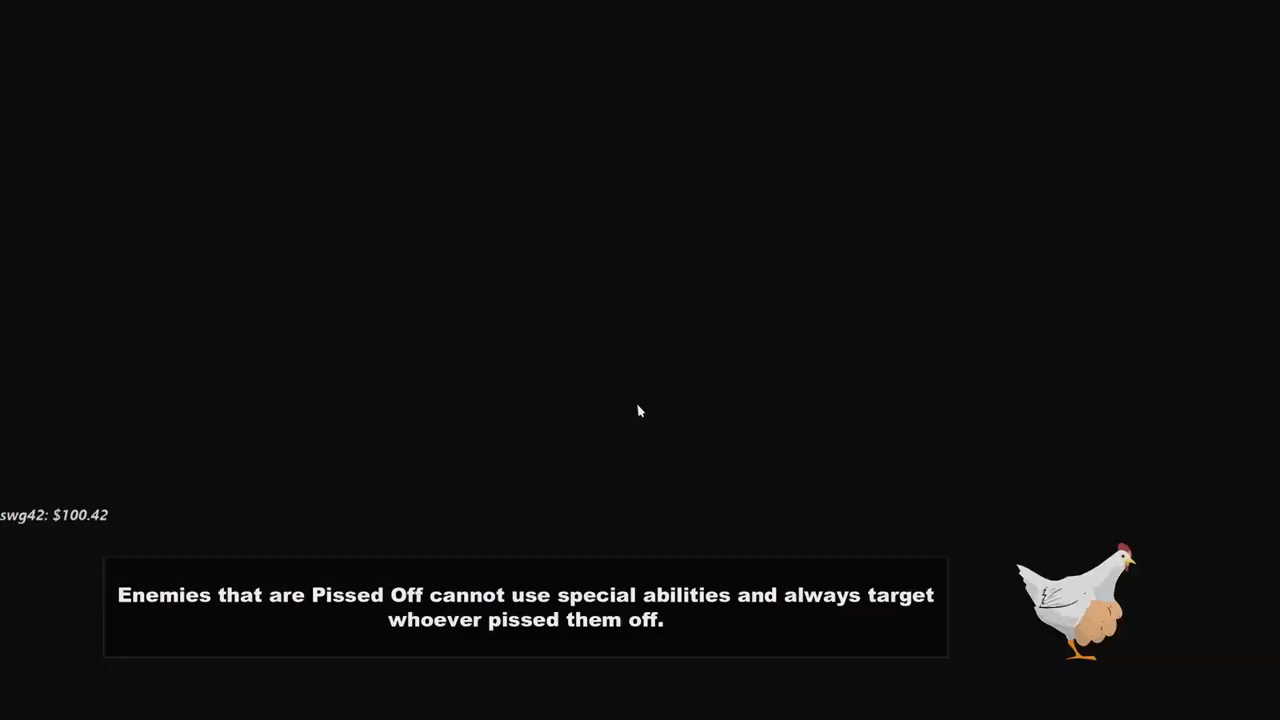 swg42: $100.42
Enemies that are Pissed Off cannot use special abilities and always target
whoever pissed them off.